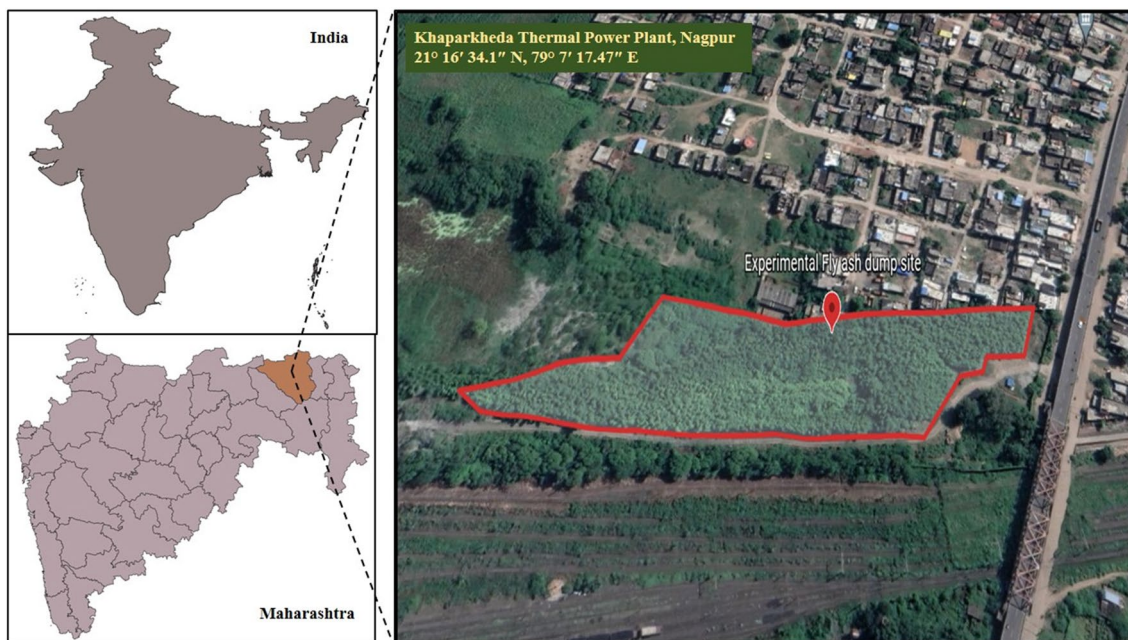 India
Maharashtra
Khaparkheda Thermal Power Plant, Nagpur
21° 16′ 34.1″ N, 79° 7′ 17.47″ E
Experimental Fly ash dump site